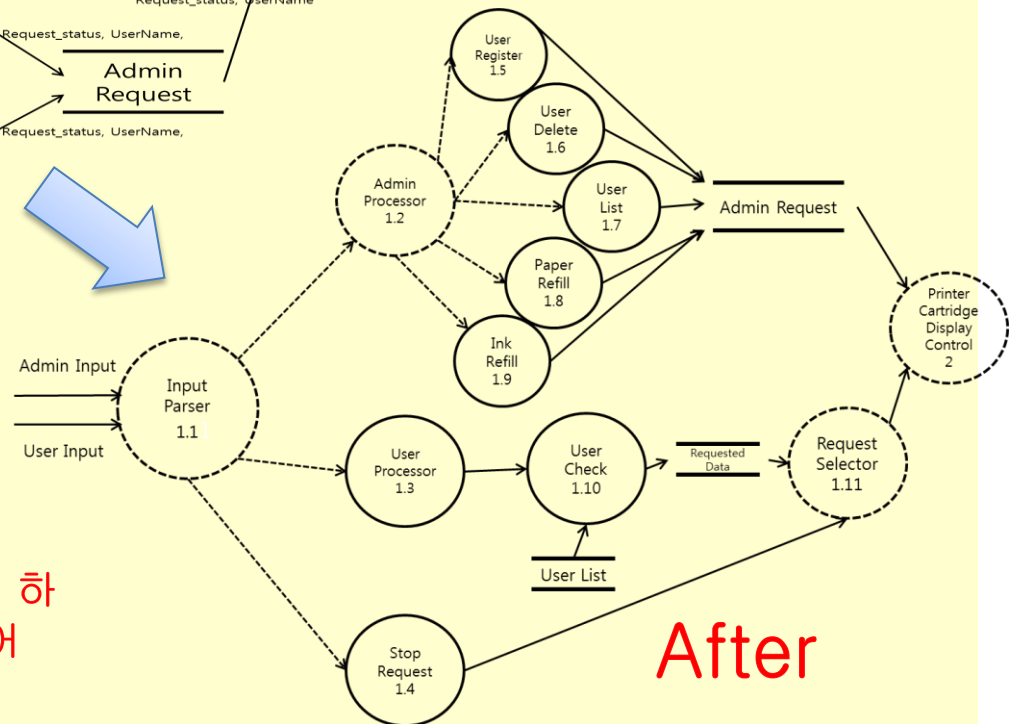 Request_status, UserName
Request_status, UserName,
Admin
Request
Request_status, UserName,
User
Register
1.5
User
Delete
1.6
User
List
1.7
Paper
Refill
1.8
Ink
Refill
1.9
Admin
Processor
1.2
Admin Request
Printer
Cartridge
Display
Control
2
Admin Input
User Input
Input
Parser
1.1
User
Processor
1.3
User
Check
1.10
Requested
Data
Request
Selector
1.11
User List
하
어
Stop
Request
1.4
After